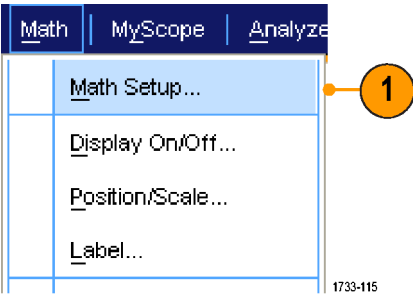 Math MyScope Analyze
Math Setup...
1
Display On/Off...
Position/Scale...
Label...
1733-115